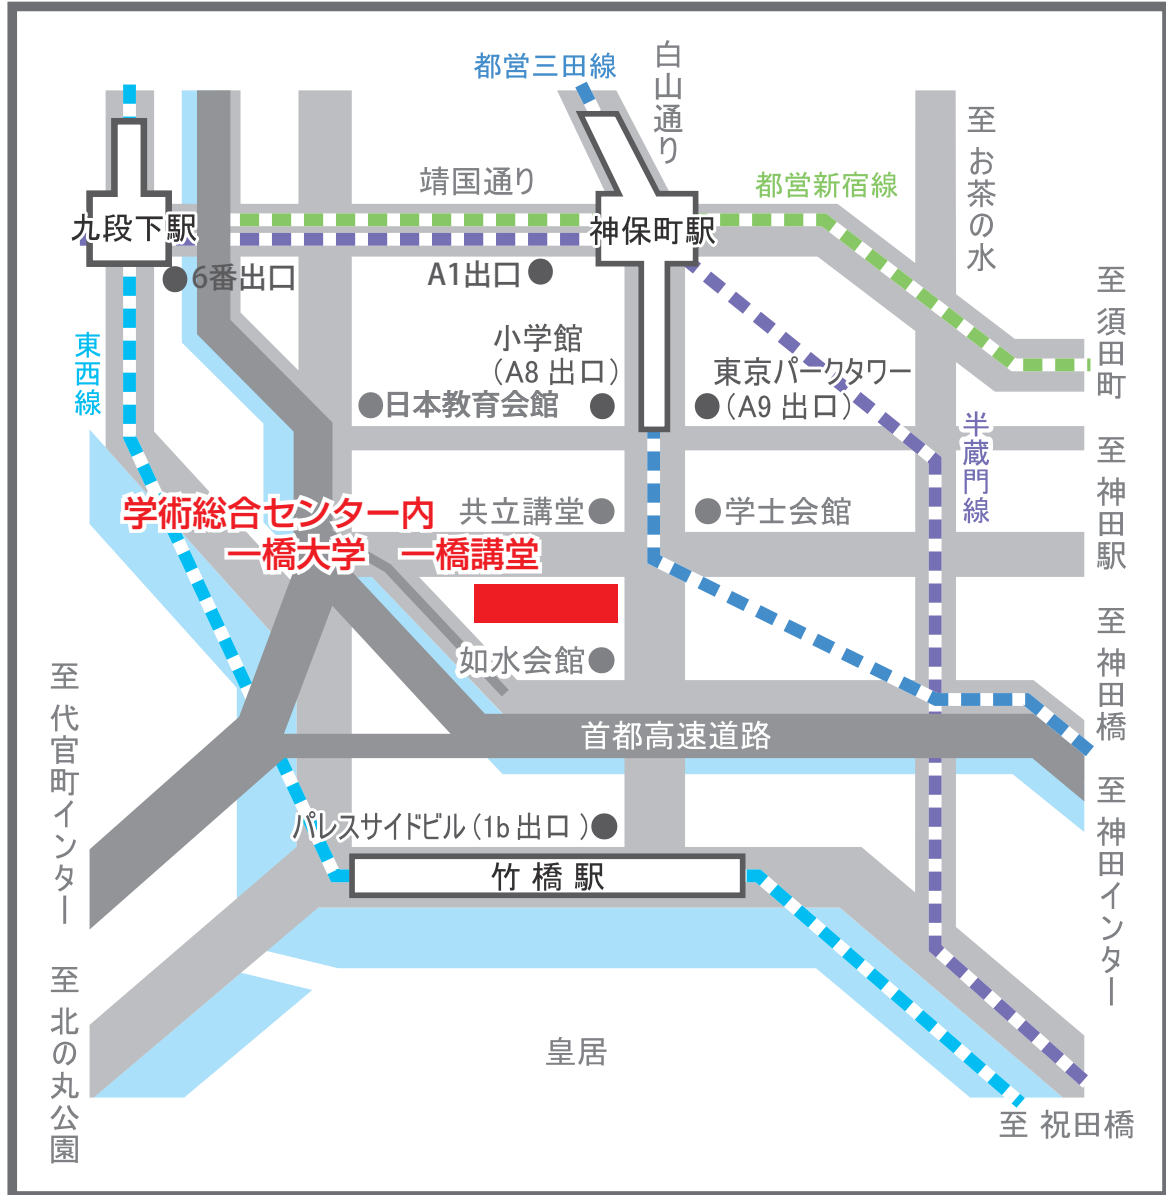 都営三田線
白山通り
至 お茶の水
靖国通り
都営新宿線
九段下駅
神保町駅
6番出口
A1出口
至 須田町
東西線
小学館
(A8 出口)
東京パークタワー
(A9 出口)
日本教育会館
半蔵門線
至 神田駅
学術総合センター内
一橋大学 一橋講堂
共立講堂
学士会館
至 神田橋
如水会館
至 代官町インター
首都高速道路
至 神田インター
パレスサイドビル(1b 出口 )
竹橋駅
至 北の丸公園
皇居
至 祝田橋